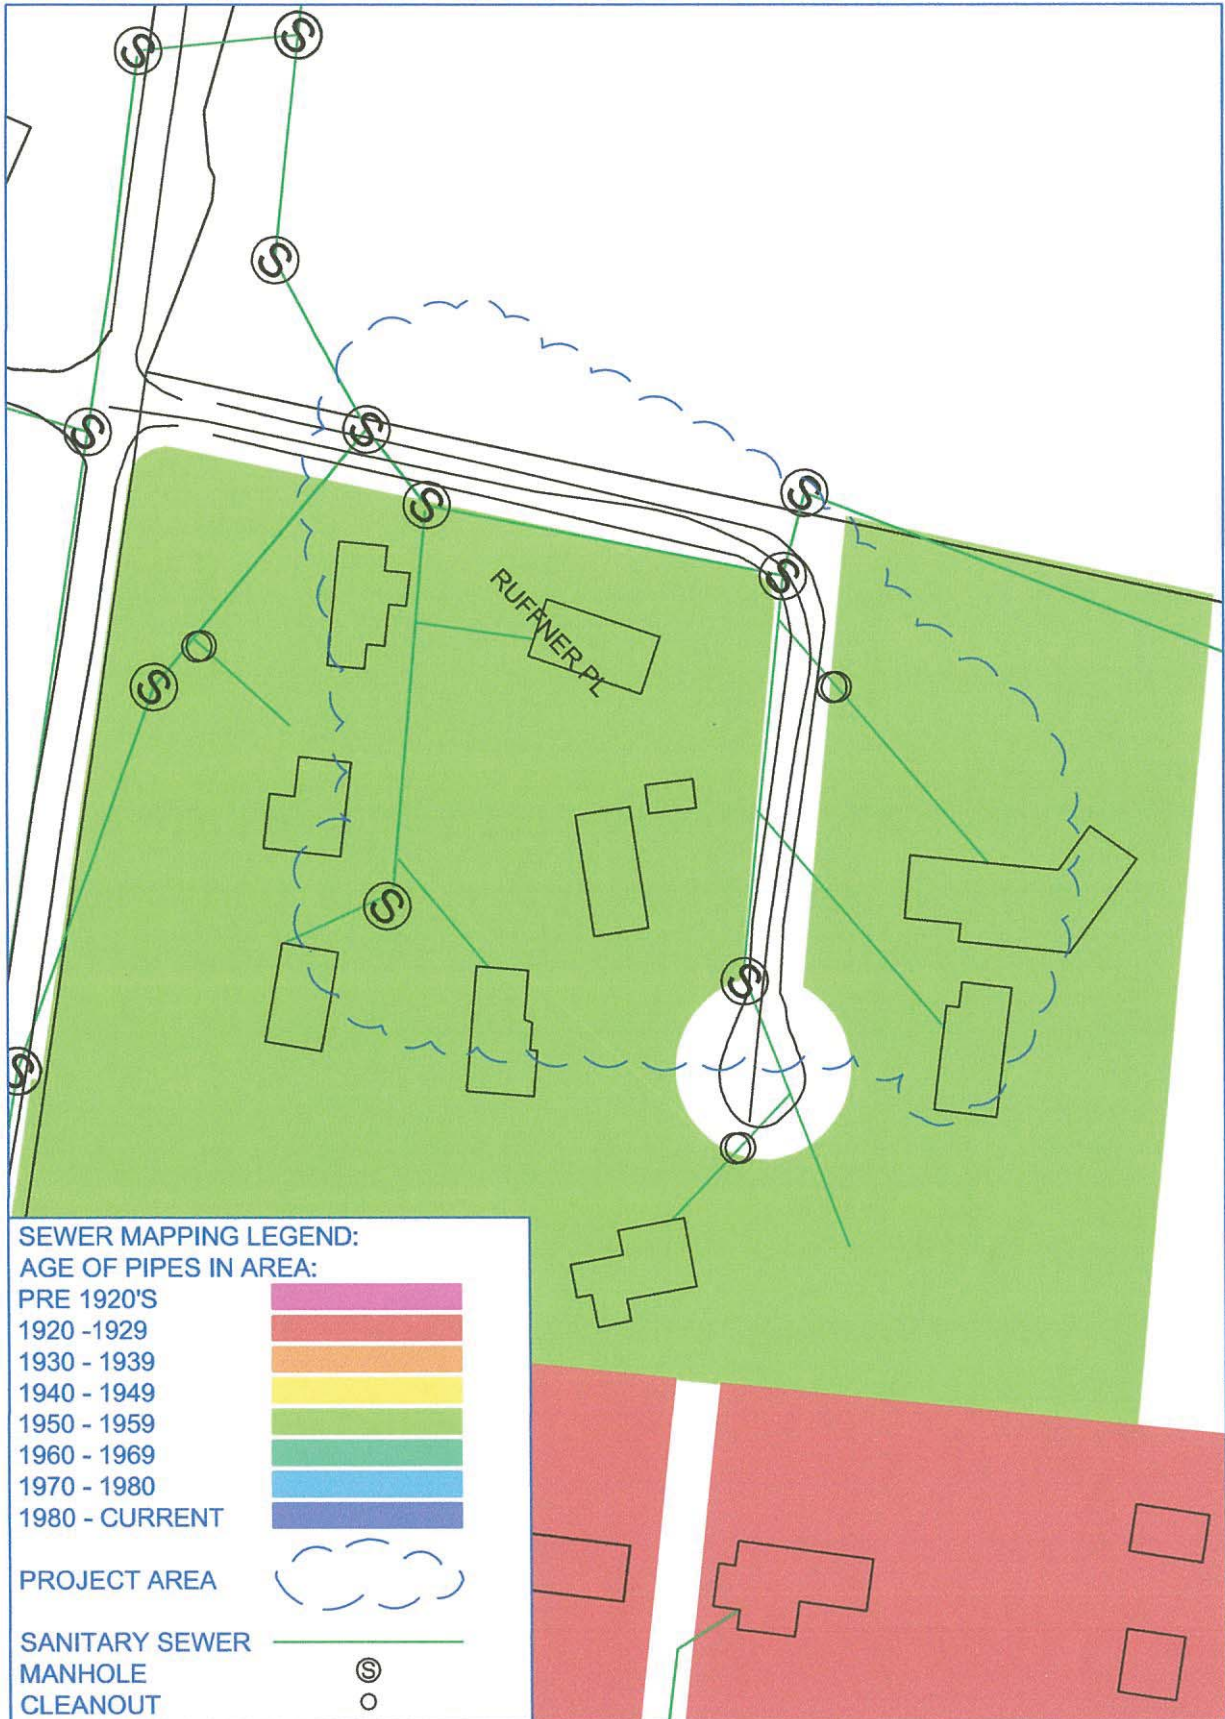 S
S
S
S
S
S
S
S
RUFFNER PL
S
S
S
S
SEWER MAPPING LEGEND:
AGE OF PIPES IN AREA:
PRE 1920'S
1920 -1929
1930 - 1939
1940 - 1949
1950 - 1959
1960 - 1969
1970 - 1980
1980 - CURRENT
PROJECT AREA
SANITARY SEWER
MANHOLE S
CLEANOUT